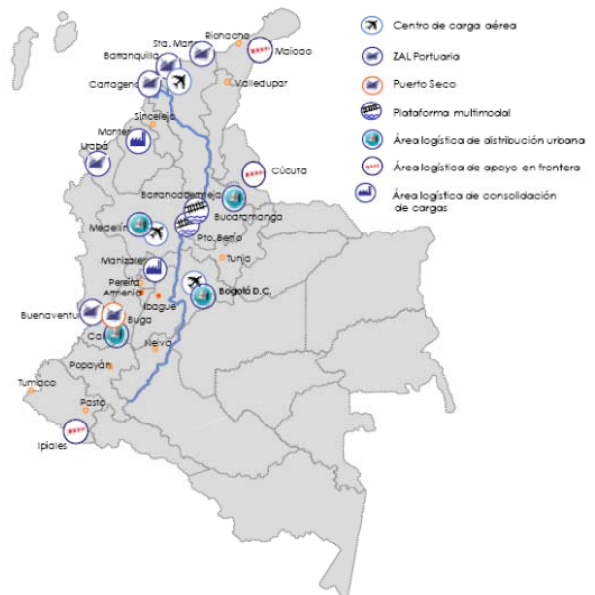 Riohacha
Sta. Mart
Maicao
Barranquilla
Cartagena
Valledupar
Sincelejo
Montería
Urabá
Cúcuta
Barrancabermeja
Bucaramanga
Medellín
Pto. Berrío
Manizales
Tunja
Pereira
Armenia
Bogotá D.C.
Ibagué
Buenaventu
Buga
Cali
Neiva
Popayán
Tumaco
Pasto
Ipiales
Centro de carga aérea
ZAL Portuaria
Puerto Seco
Plataforma multimodal
Área logística de distribución urbana
Área logística de apoyo en frontera
Área logística de consolidación
de cargas